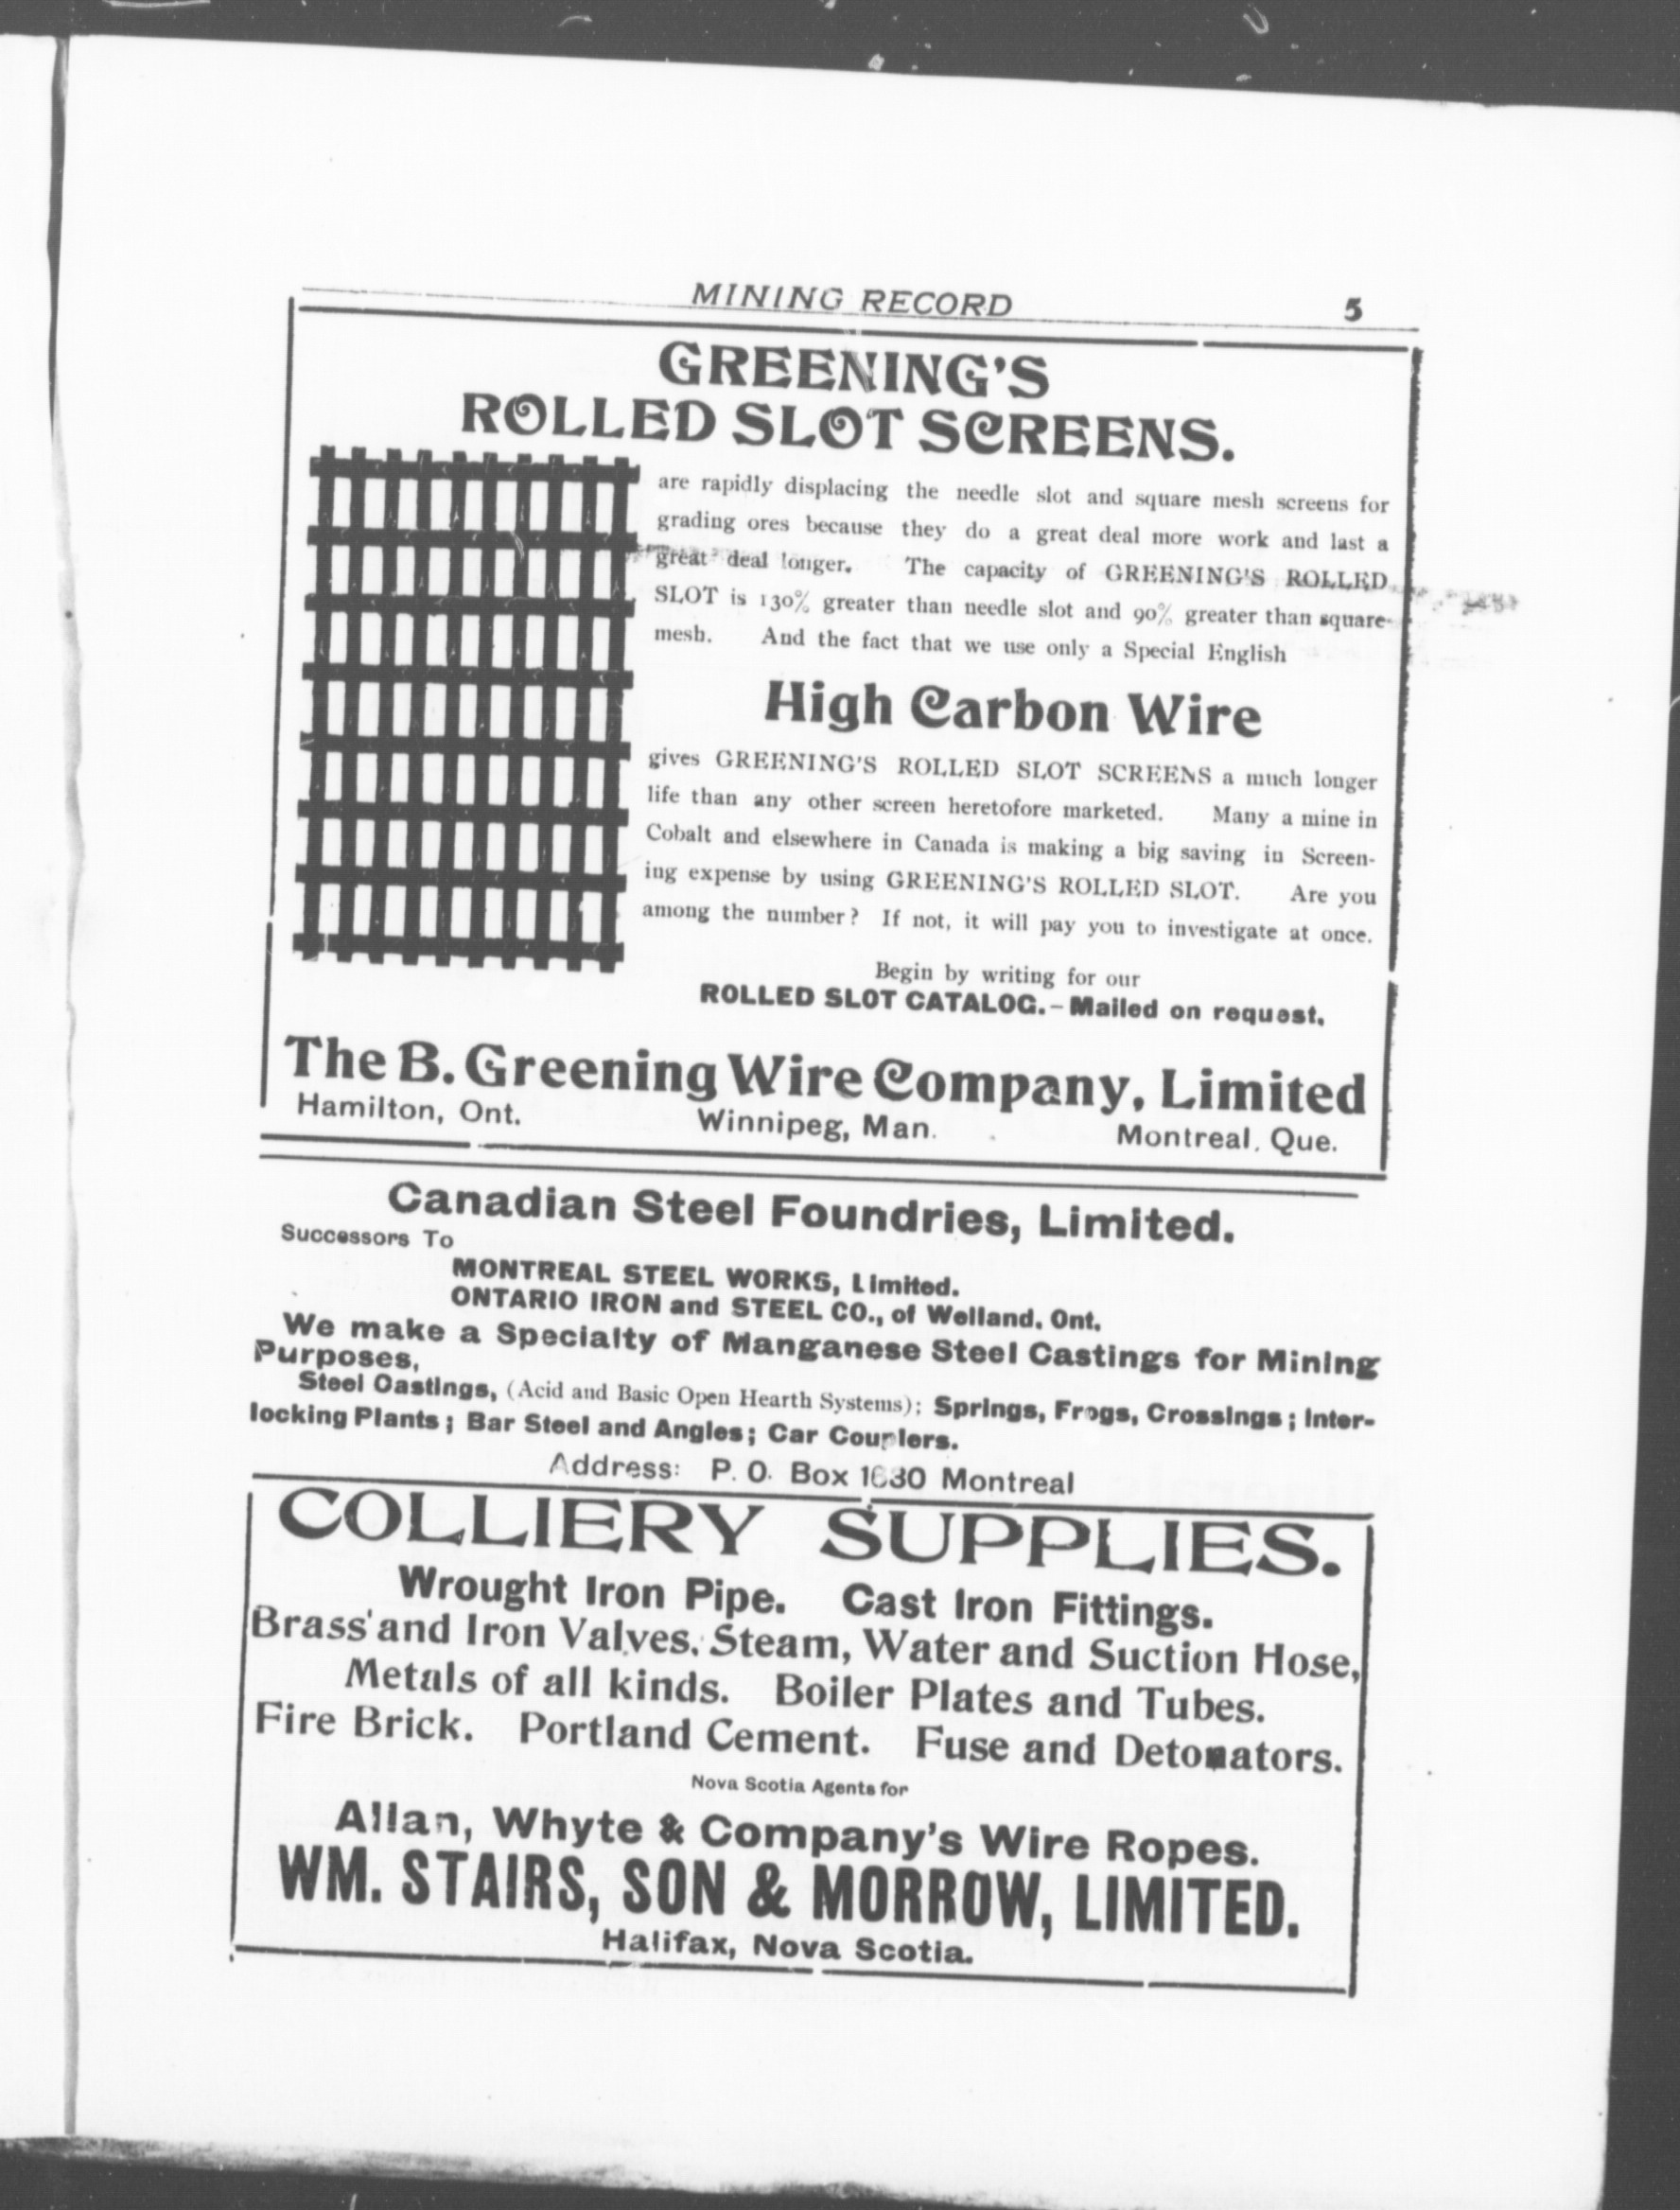 MINING RECORD 5
GREENING'S
ROLLED SLOT SCREENS.
are rapidly displacing the needle slot and square mesh screens for
grading ores because they do a great deal more work and last a
great deal longer. The capacity of GREENING'S ROLLED
SLOT is 130% greater than needle slot and 90% greater than square
mesh. And the fact that we use only a Special English
High Carbon Wire
gives GREENING'S ROLLED SLOT SCREENS a much longer
life than any other screen heretofore marketed. Many a mine in
Cobalt and elsewhere in Canada is making a big saving in Screen-
ing expense by using GREENING'S ROLLED SLOT. Are you
among the number? If not, it will pay you to investigate at once.
Begin by writing for our
ROLLED SLOT CATALOG.-Mailed on request.
The B. Greening Wire Company, Limited
Hamilton, Ont. Winnipeg, Man. Montreal, Que.
Canadian Steel Foundries, Limited.
Successors To
MONTREAL STEEL WORKS, Limited.
ONTARIO IRON and STEEL CO., of Welland, Ont.
We make a Specialty of Manganese Steel Castings for Mining
Purposes,
Steel Castings, (Acid and Basic Open Hearth Systems); Springs, Frogs, Crossings; Inter-
locking Plants; Bar Steel and Angles; Car Couplers.
Address: P. O. Box 1630 Montreal
COLLIERY SUPPLIES.
Wrought Iron Pipe. Cast Iron Fittings.
Brass and Iron Valves. Steam, Water and Suction Hose,
Metals of all kinds. Boiler Plates and Tubes.
Fire Brick. Portland Cement. Fuse and Detonators.
Nova Scotia Agents for
Allan, Whyte & Company's Wire Ropes.
WM. STAIRS, SON & MORROW, LIMITED.
Halifax, Nova Scotia.